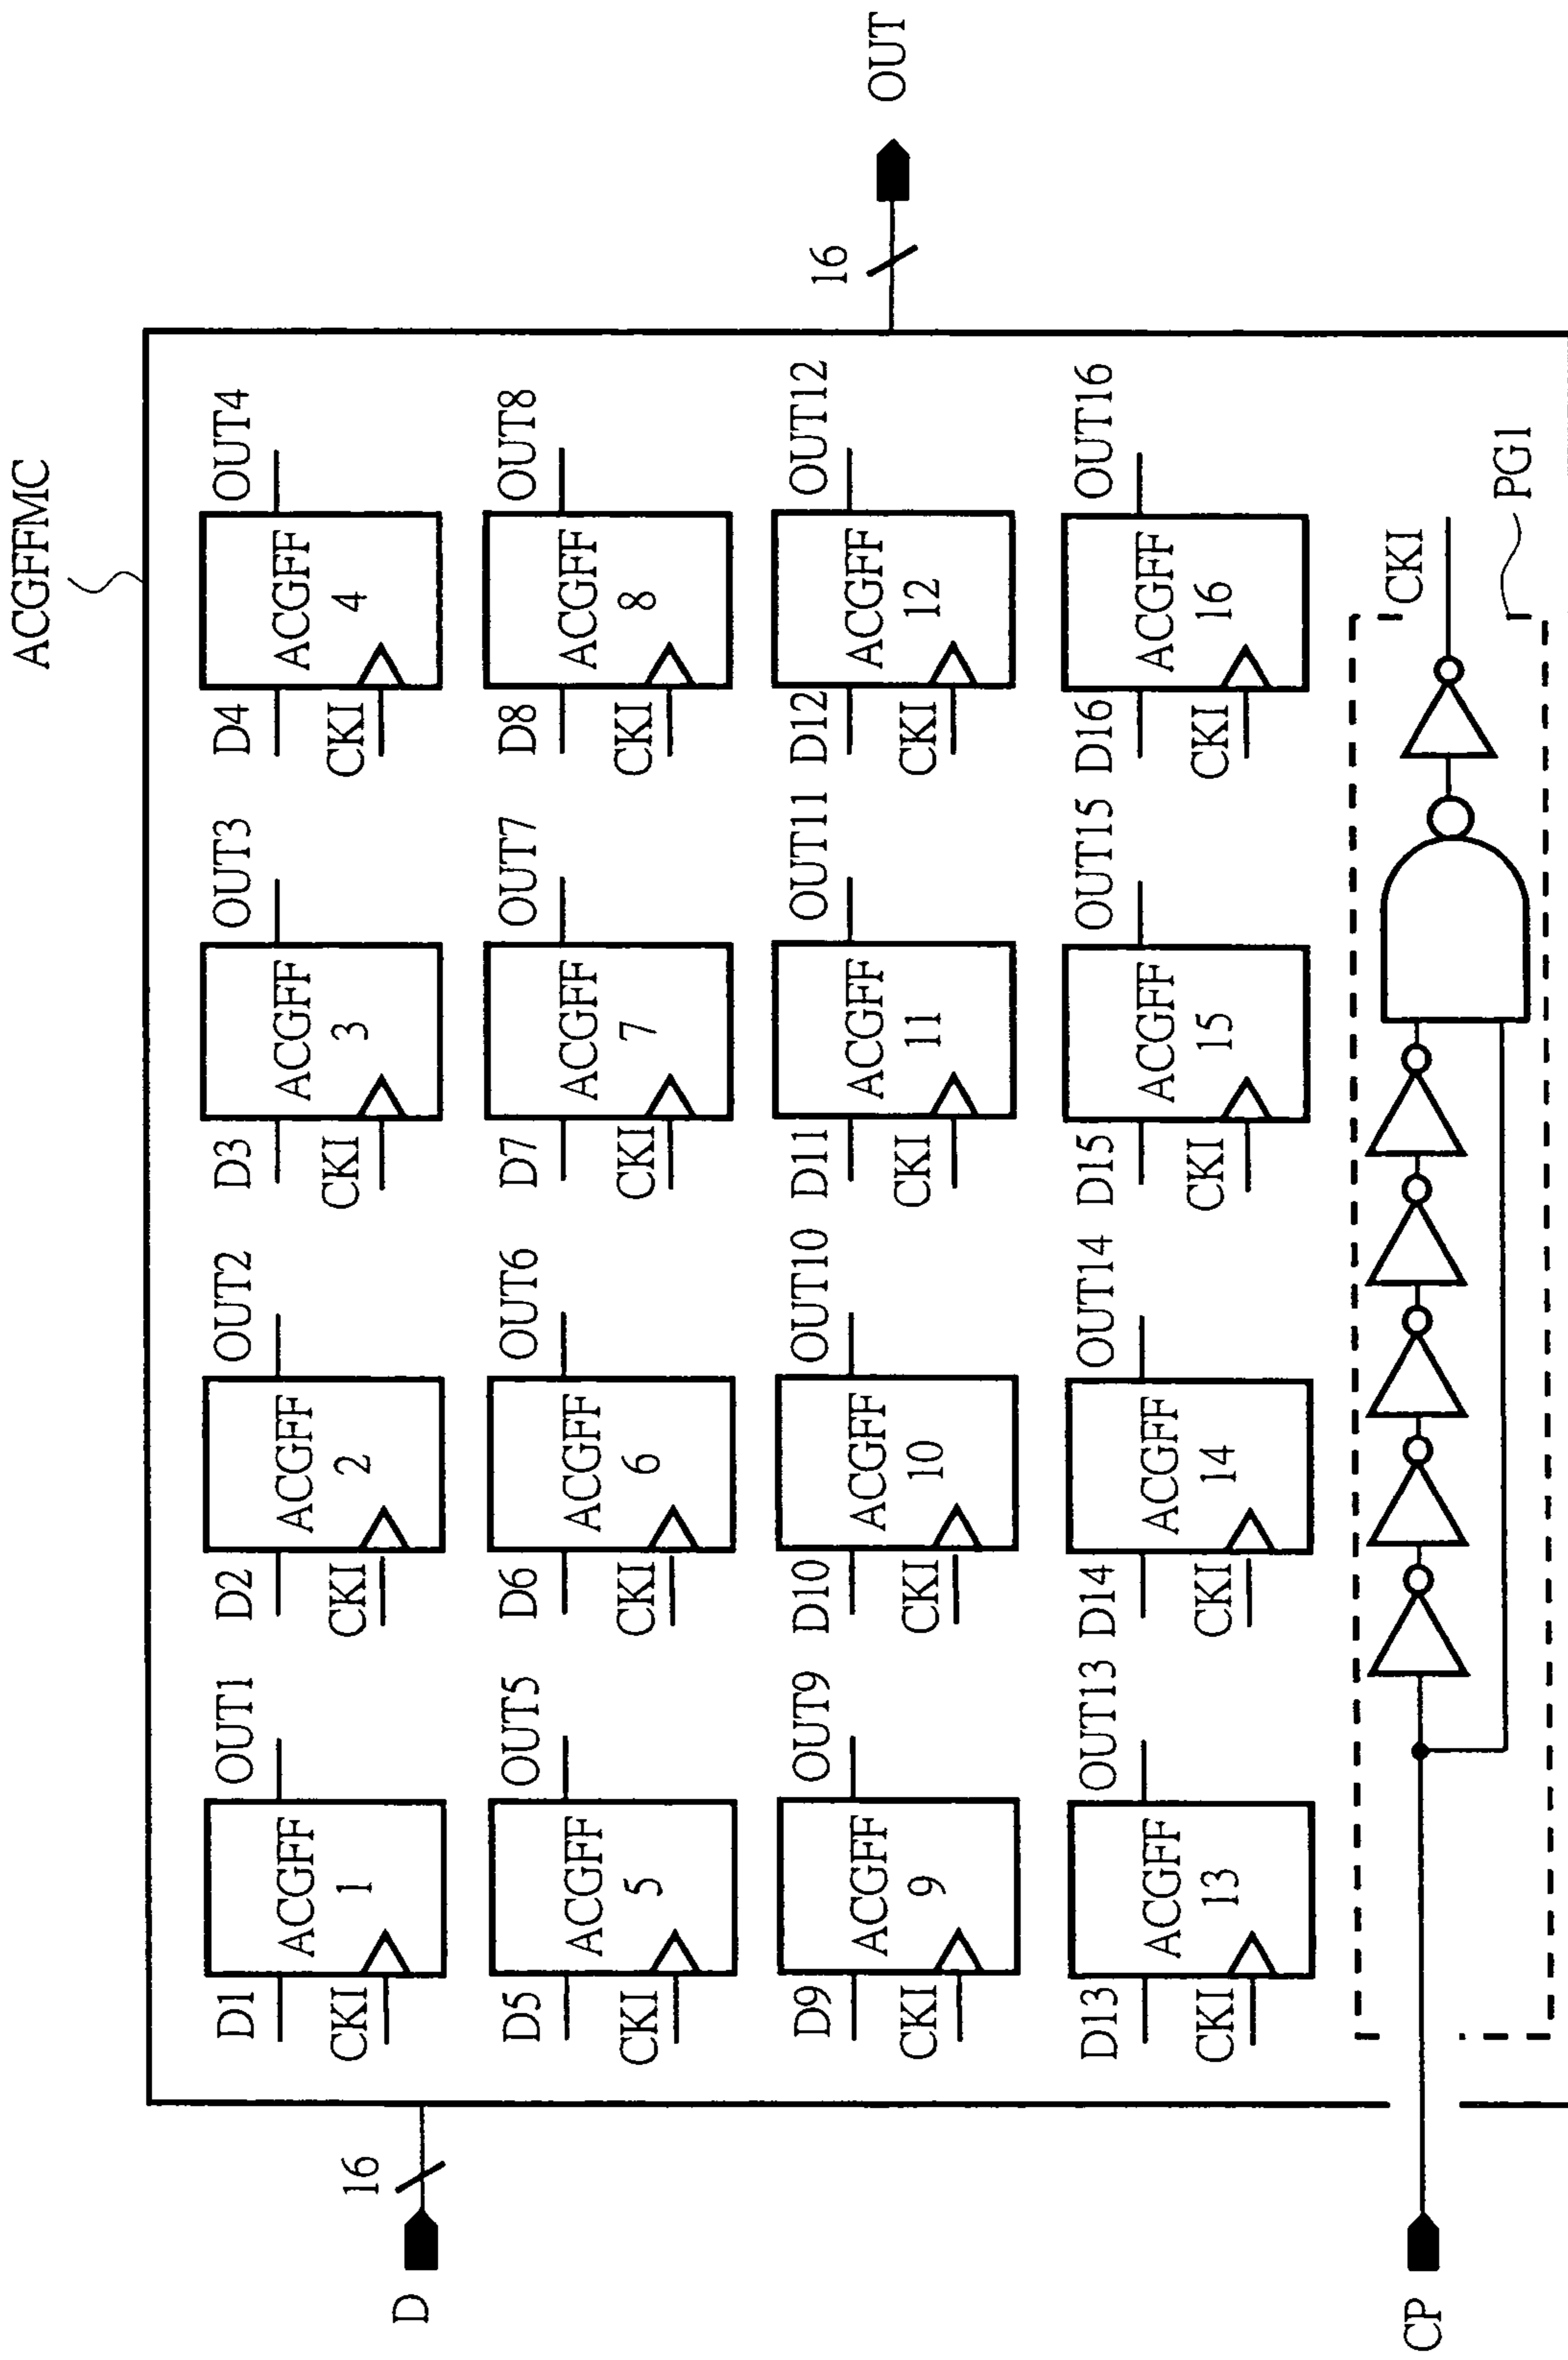 ACGFFMC
D
16
16
OUT
D1
OUT1
ACGFF
1
CKI
D2
OUT2
ACGFF
2
CKI
D3
OUT3
ACGFF
3
CKI
D4
OUT4
ACGFF
4
CKI
D5
OUT5
ACGFF
5
CKI
D6
OUT6
ACGFF
6
CKI
D7
OUT7
ACGFF
7
CKI
D8
OUT8
ACGFF
8
CKI
D9
OUT9
ACGFF
9
CKI
D10
OUT10
ACGFF
10
CKI
D11
OUT11
ACGFF
11
CKI
D12
OUT12
ACGFF
12
CKI
D13
OUT13
ACGFF
13
CKI
D14
OUT14
ACGFF
14
CKI
D15
OUT15
ACGFF
15
CKI
D16
OUT16
ACGFF
16
CKI
CP
CKI
PG1